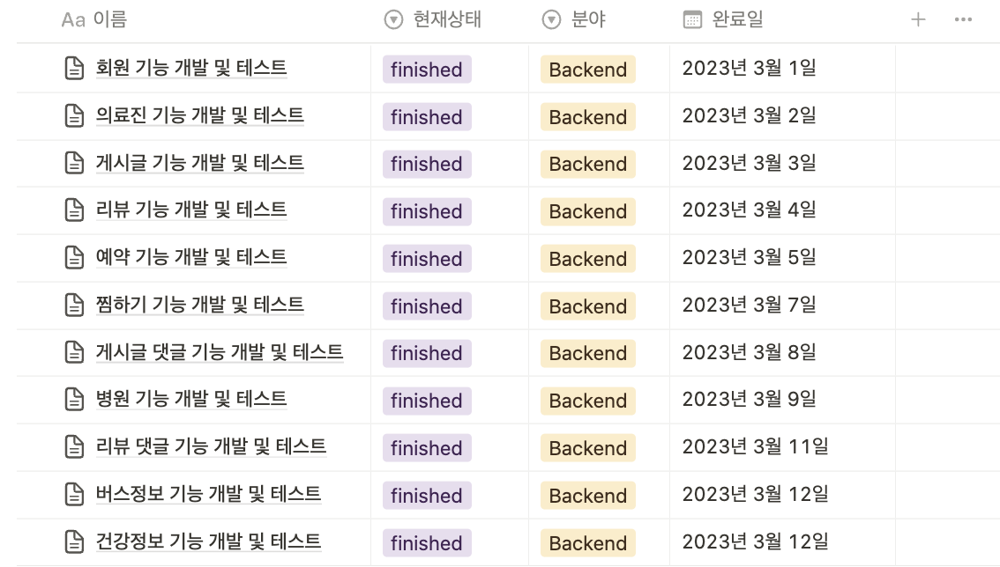 Aa 이름 현재상태 분야 완료일
회원 기능 개발 및 테스트 finished Backend 2023년 3월 1일
의료진 기능 개발 및 테스트 finished Backend 2023년 3월 2일
게시글 기능 개발 및 테스트 finished Backend 2023년 3월 3일
리뷰 기능 개발 및 테스트 finished Backend 2023년 3월 4일
예약 기능 개발 및 테스트 finished Backend 2023년 3월 5일
찜하기 기능 개발 및 테스트 finished Backend 2023년 3월 7일
게시글 댓글 기능 개발 및 테스트 finished Backend 2023년 3월 8일
병원 기능 개발 및 테스트 finished Backend 2023년 3월 9일
리뷰 댓글 기능 개발 및 테스트 finished Backend 2023년 3월 11일
버스정보 기능 개발 및 테스트 finished Backend 2023년 3월 12일
건강정보 기능 개발 및 테스트 finished Backend 2023년 3월 12일